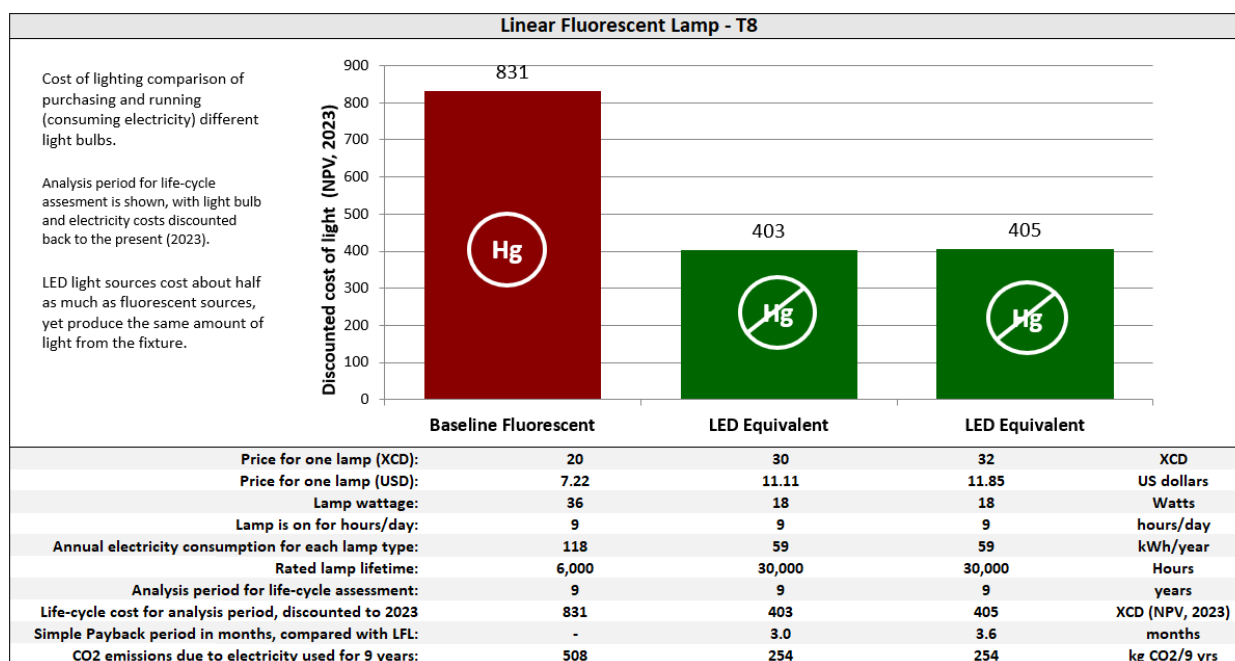 Linear Fluorescent Lamp - T8
Cost of lighting comparison of
purchasing and running
(consuming electricity) different
light bulbs.
Analysis period for life-cycle
assesment is shown, with light bulb
and electricity costs discounted
back to the present (2023).
LED light sources cost about half
as much as fluorescent sources,
yet produce the same amount of
light from the fixture.
Discounted cost of light (NPV, 2023)
900
800
700
600
500
400
300
200
100
0
831
403
405
Hg
Hg
Hg
Baseline Fluorescent LED Equivalent LED Equivalent
Price for one lamp (XCD): 20 30 32 XCD
Price for one lamp (USD): 7.22 11.11 11.85 US dollars
Lamp wattage: 36 18 18 Watts
Lamp is on for hours/day: 9 9 9 hours/day
Annual electricity consumption for each lamp type: 118 59 59 kWh/year
Rated lamp lifetime: 6,000 30,000 30,000 Hours
Analysis period for life-cycle assessment: 9 9 9 years
Life-cycle cost for analysis period, discounted to 2023 831 403 405 XCD (NPV, 2023)
Simple Payback period in months, compared with LFL: - 3.0 3.6 months
CO2 emissions due to electricity used for 9 years: 508 254 254 kg CO2/9 yrs